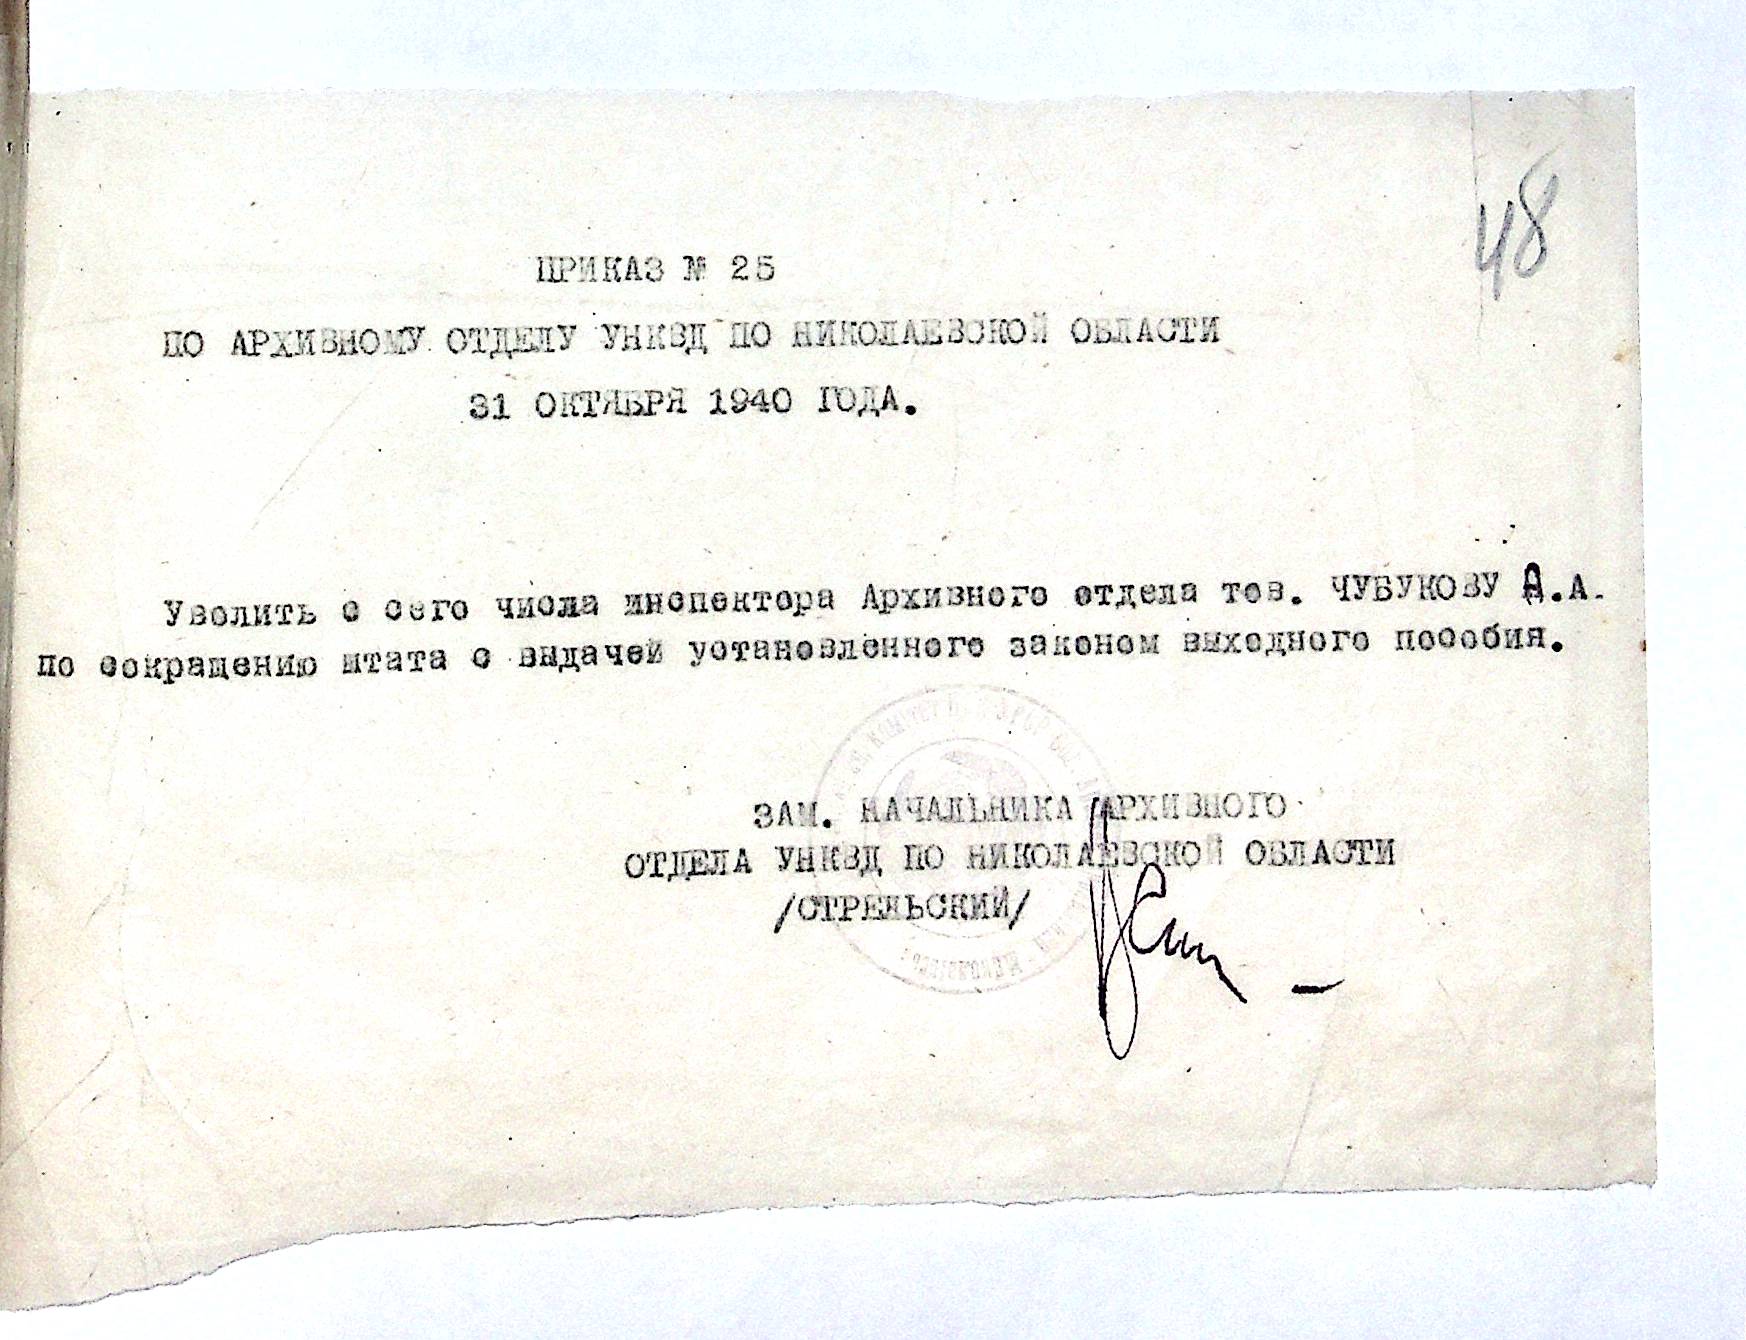 48
ПРИКАЗ № 25
ПО АРХИВНОМУ ОТДЕЛУ УНКВД ПО НИКОЛАЕВСКОЙ ОБЛАСТИ
31 ОКТЯБРЯ 1940 ГОДА.
Уволить с сего числа инспектора Архивного отдела тов. ЧУБУКОВУ А.А.
по сокращению штата с выдачей установленного законом выходного пособия.
ЗАМ. НАЧАЛЬНИКА АРХИВНОГО
ОТДЕЛА УНКВД ПО НИКОЛАЕВСКОЙ ОБЛАСТИ
/СТРЕЛЬСКИЙ/